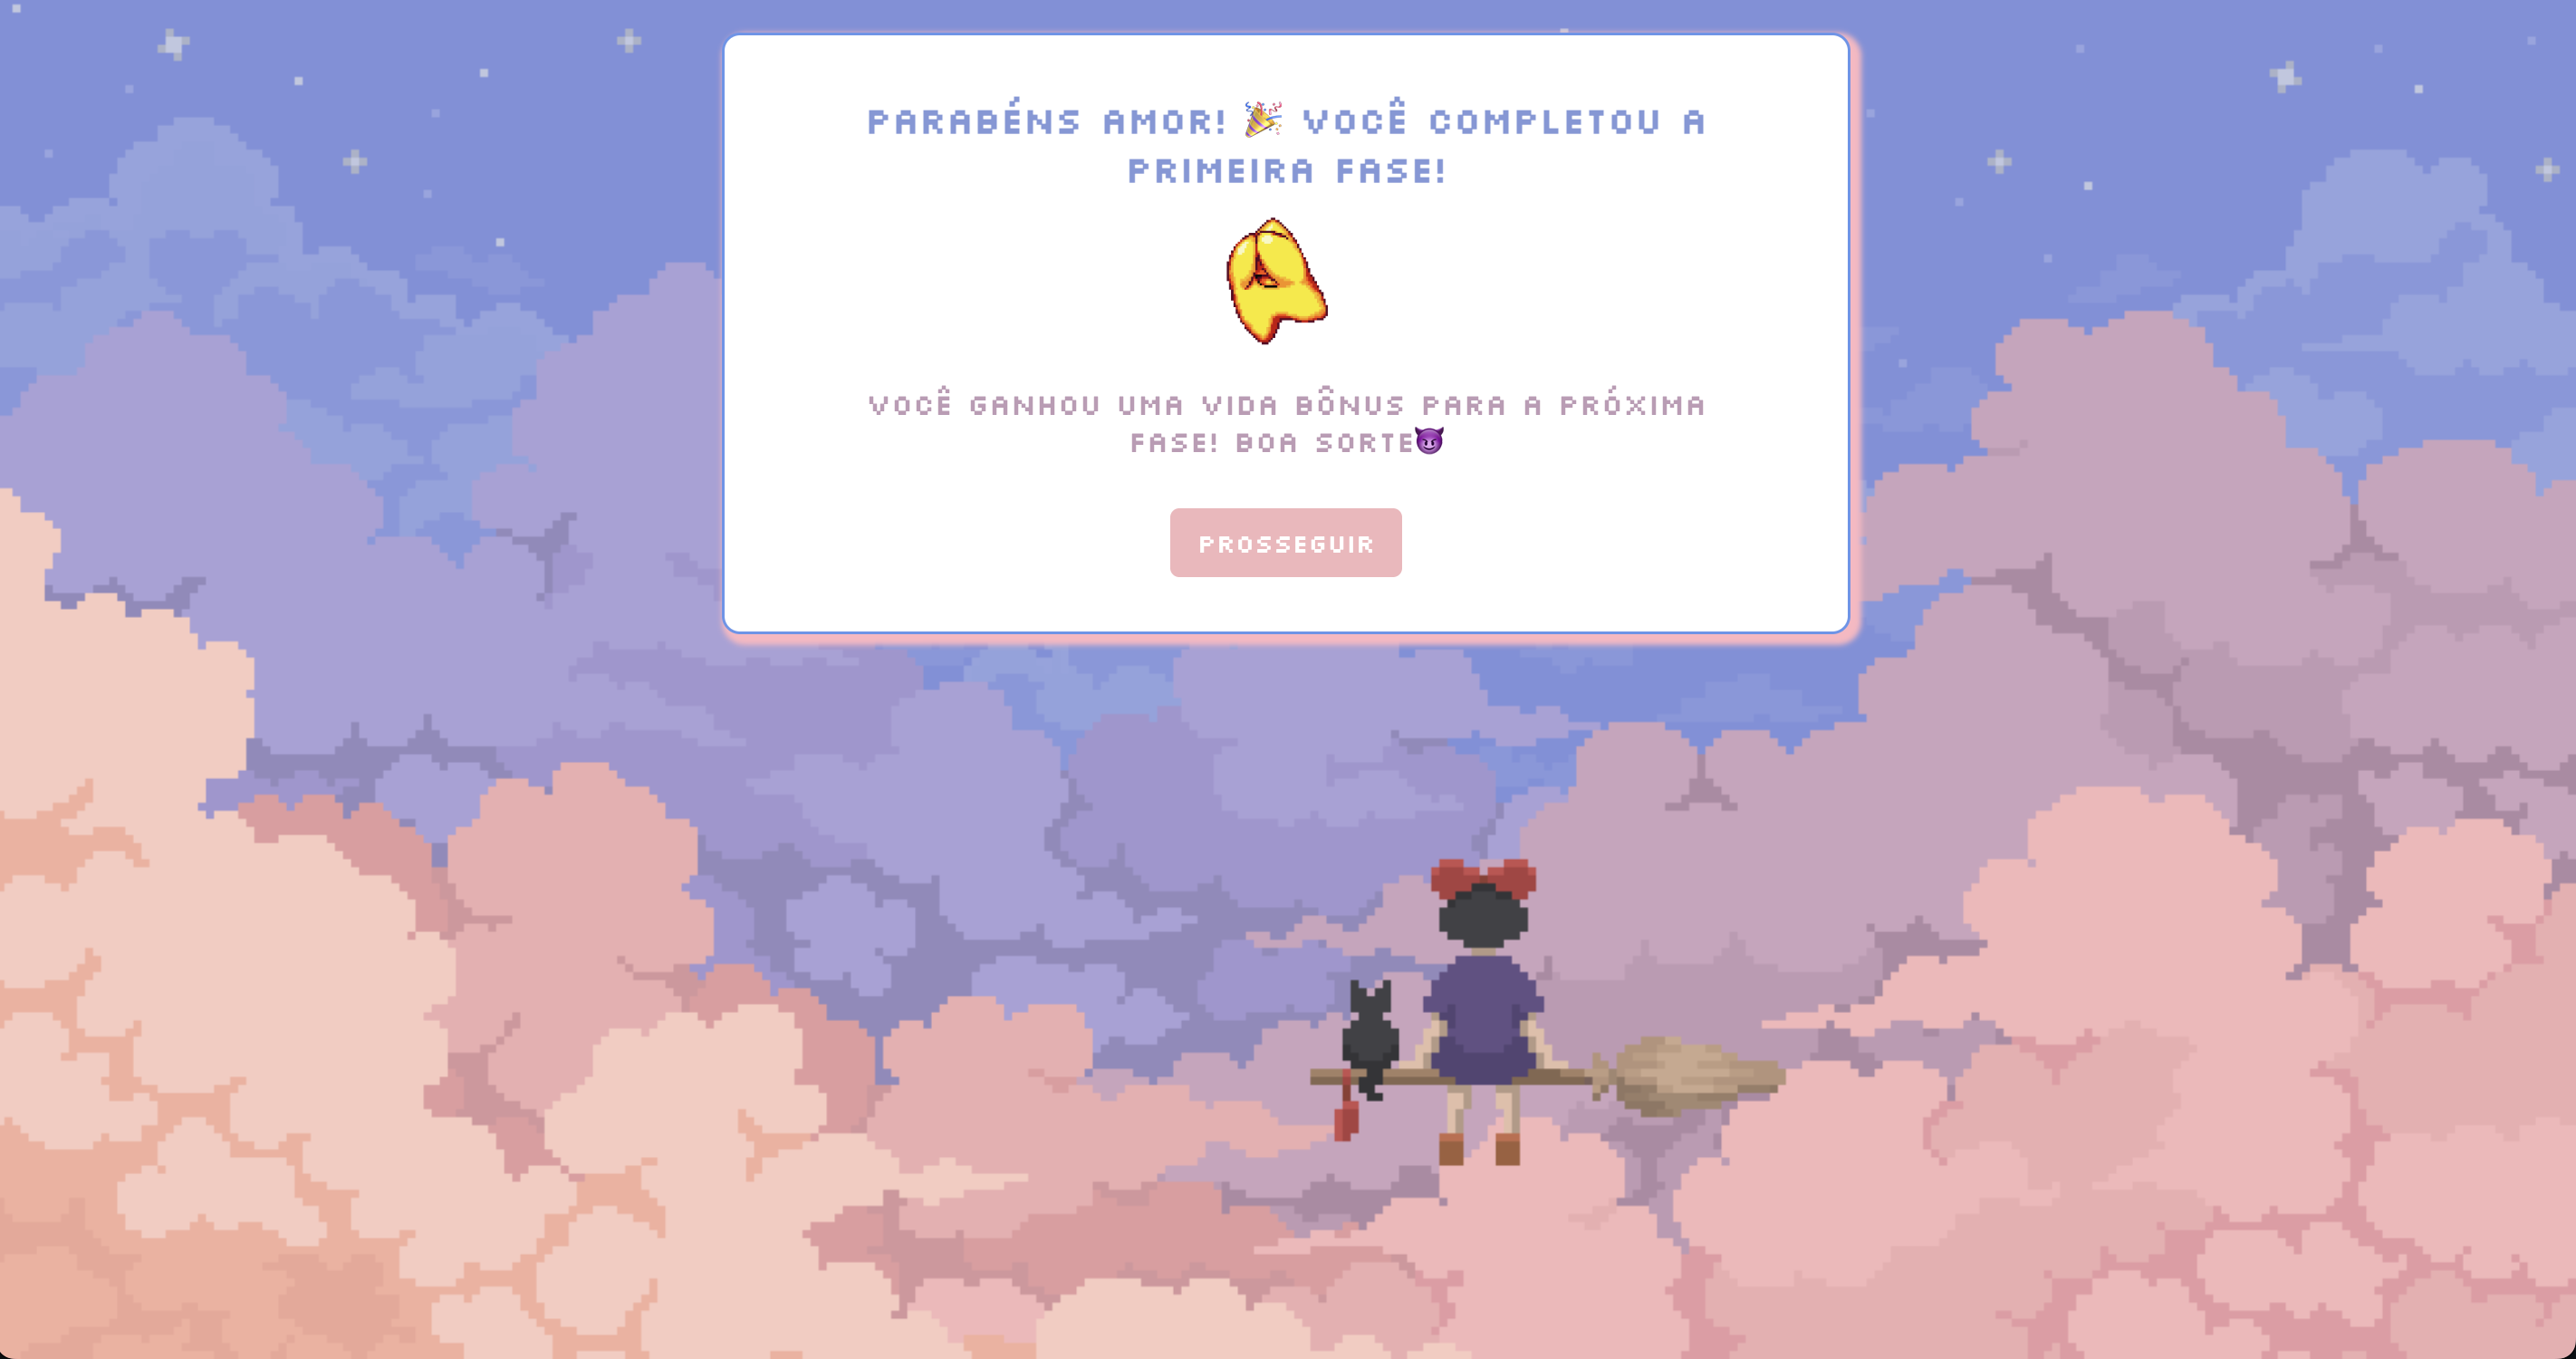 PARABÉNS AMOR! 🎉 VOCÊ COMPLETOU A
PRIMEIRA FASE!
VOCÊ GANHOU UMA VIDA BÔNUS PARA A PRÓXIMA
FASE! BOA SORTE😈
PROSSEGUIR